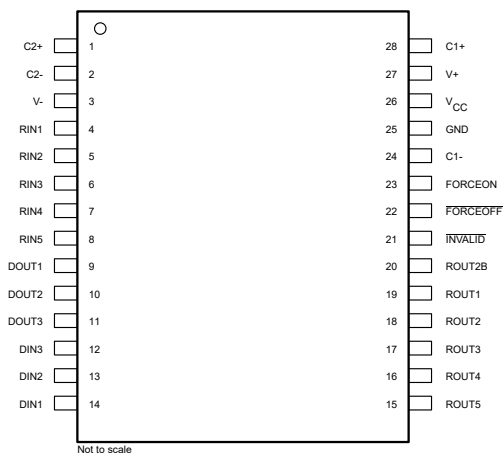 C2+ 1 28 C1+
C2- 2 27 V+
V- 3 26 VCC
RIN1 4 25 GND
RIN2 5 24 C1-
RIN3 6 23 FORCEON
RIN4 7 22 FORCEOFF
RIN5 8 21 INVALID
DOUT1 9 20 ROUT2B
DOUT2 10 19 ROUT1
DOUT3 11 18 ROUT2
DIN3 12 17 ROUT3
DIN2 13 16 ROUT4
DIN1 14 15 ROUT5
Not to scale